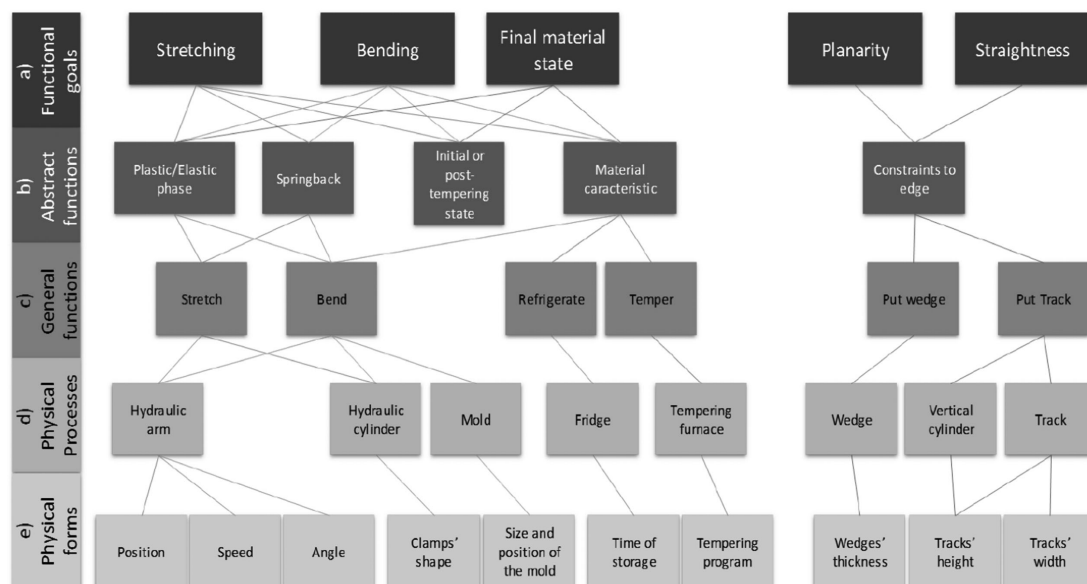 a)
Functional
goals
Stretching
Bending
Final material
state
Planarity
Straightness
b)
Abstract
functions
Plastic/Elastic
phase
Springback
Initial or
post-
tempering
state
Material
caracteristic
Constraints to
edge
c)
General
functions
Stretch
Bend
Refrigerate
Temper
Put wedge
Put Track
d)
Physical
Processes
Hydraulic
arm
Hydraulic
cylinder
Mold
Fridge
Tempering
furnace
Wedge
Vertical
cylinder
Track
e)
Physical
forms
Position
Speed
Angle
Clamps'
shape
Size and
position of
the mold
Time of
storage
Tempering
program
Wedges'
thickness
Tracks'
height
Tracks'
width